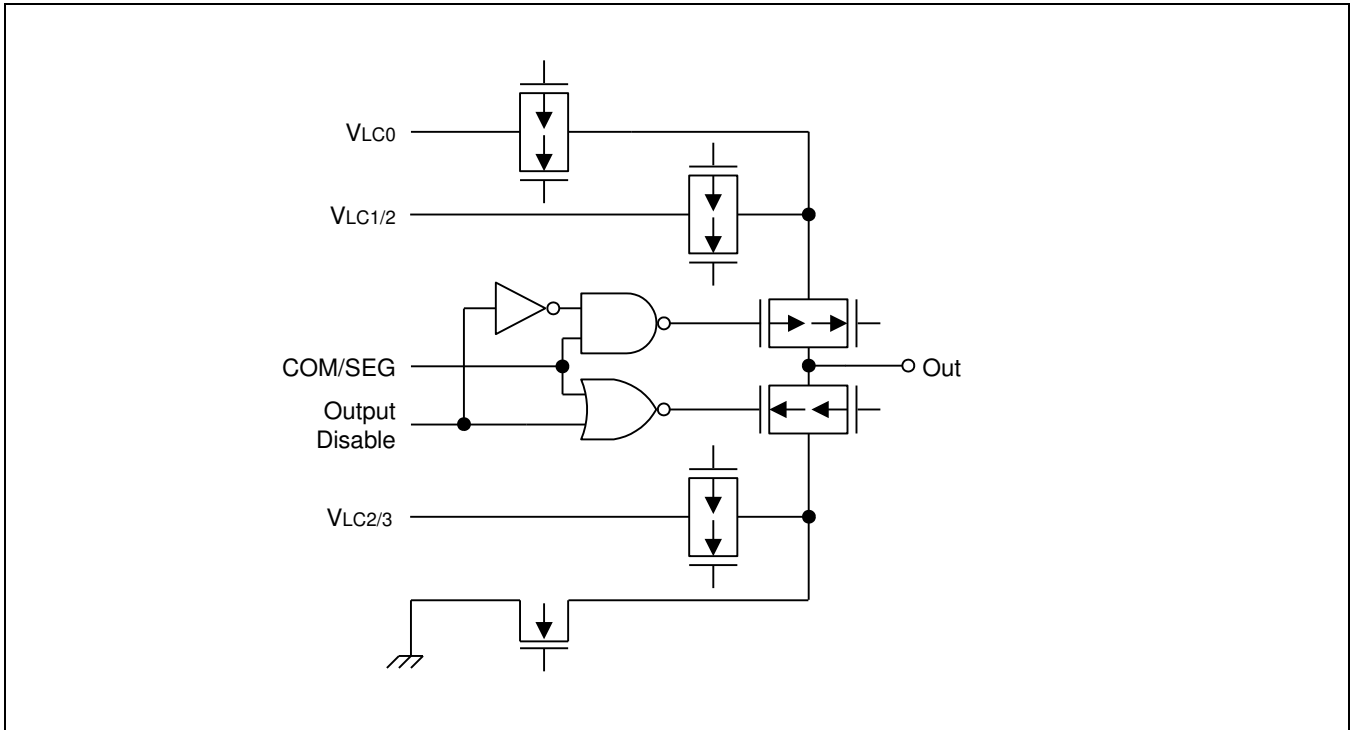 VLC0
VLC1/2
COM/SEG
Out
Output
Disable
VLC2/3